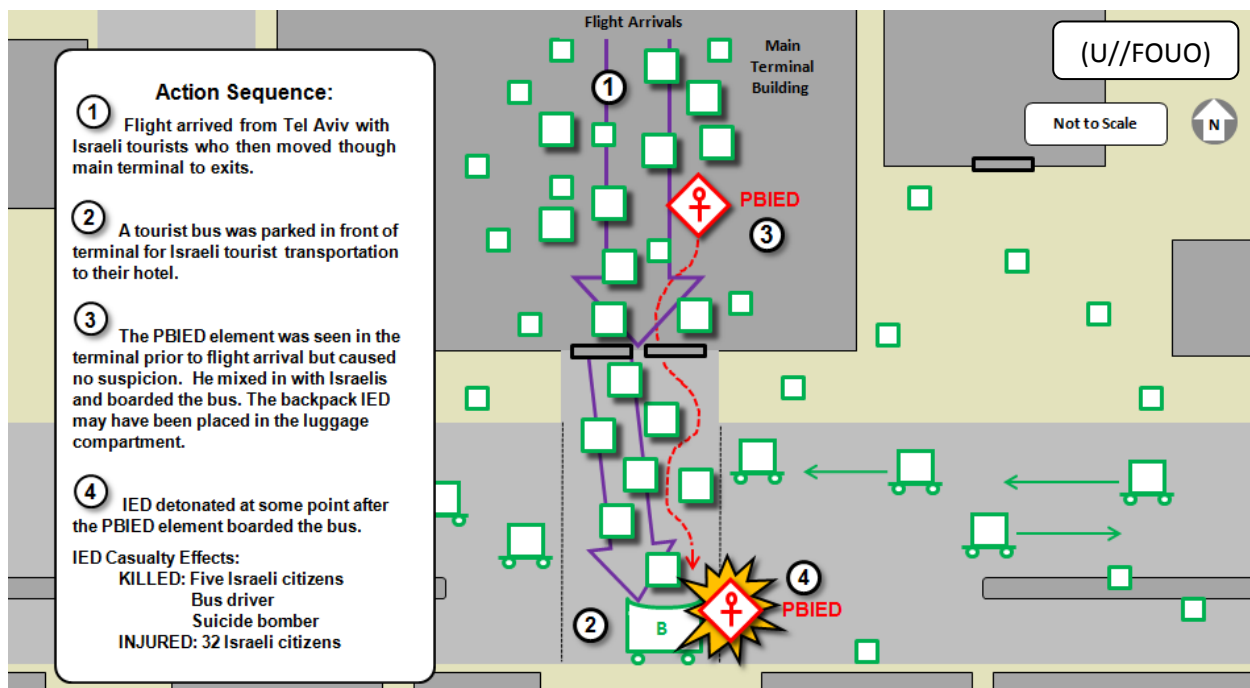 Flight Arrivals
Main
Terminal
Building
(U//FOUO)
Not to Scale
N
Action Sequence:
1 Flight arrived from Tel Aviv with
Israeli tourists who then moved though
main terminal to exits.
2 A tourist bus was parked in front of
terminal for Israeli tourist transportation
to their hotel.
3 The PBIED element was seen in the
terminal prior to flight arrival but caused
no suspicion. He mixed in with Israelis
and boarded the bus. The backpack IED
may have been placed in the luggage
compartment.
4 IED detonated at some point after
the PBIED element boarded the bus.
IED Casualty Effects:
KILLED: Five Israeli citizens
Bus driver
Suicide bomber
INJURED: 32 Israeli citizens
1
PBIED
3
4
PBIED
2
B